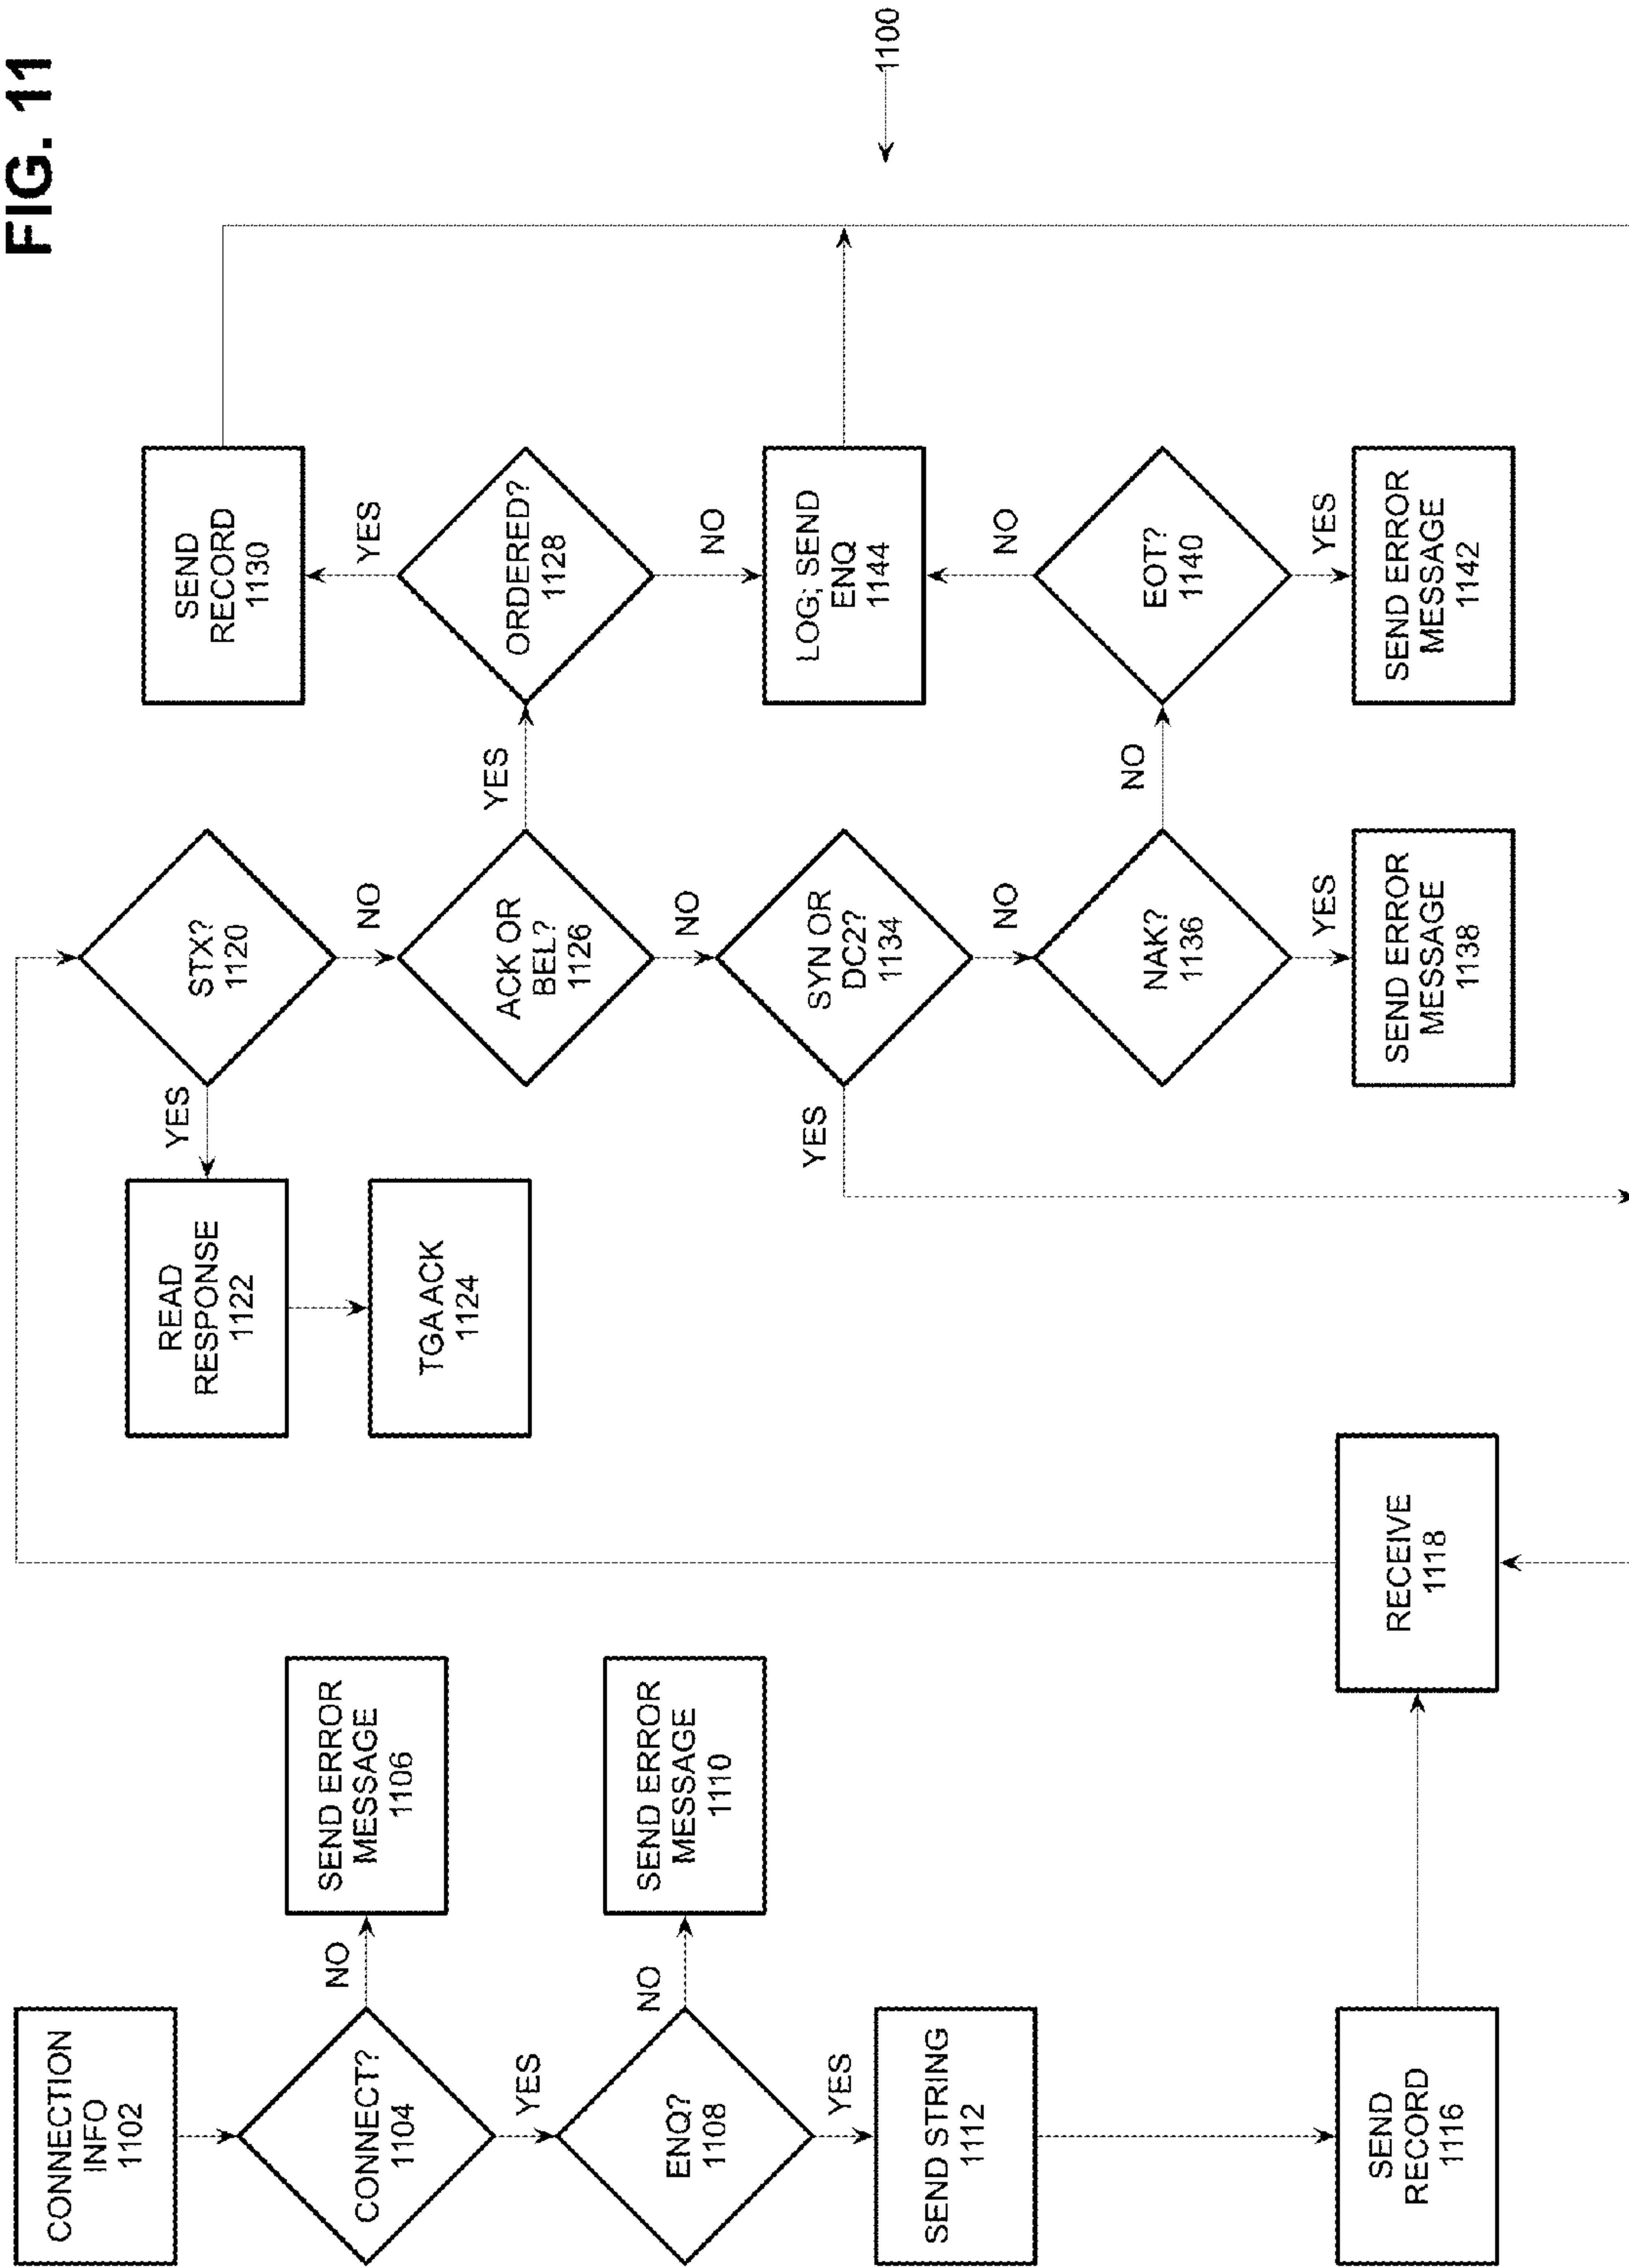 FIG. 11
CONNECTION
INFO
1102
CONNECT?
1104
NO
SEND ERROR
MESSAGE
1106
YES
ENQ?
1108
NO
SEND ERROR
MESSAGE
1110
YES
SEND STRING
1112
SEND
RECORD
1116
RECEIVE
1118
STX?
1120
YES
READ
RESPONSE
1122
TGA ACK
1124
NO
ACK OR
BEL?
1126
YES
ORDERED?
1128
YES
SEND
RECORD
1130
NO
LOG; SEND
ENQ
1144
NO
SYN OR
DC2?
1134
YES
NO
NAK?
1136
YES
SEND ERROR
MESSAGE
1138
NO
EOT?
1140
NO
YES
SEND ERROR
MESSAGE
1142
1100